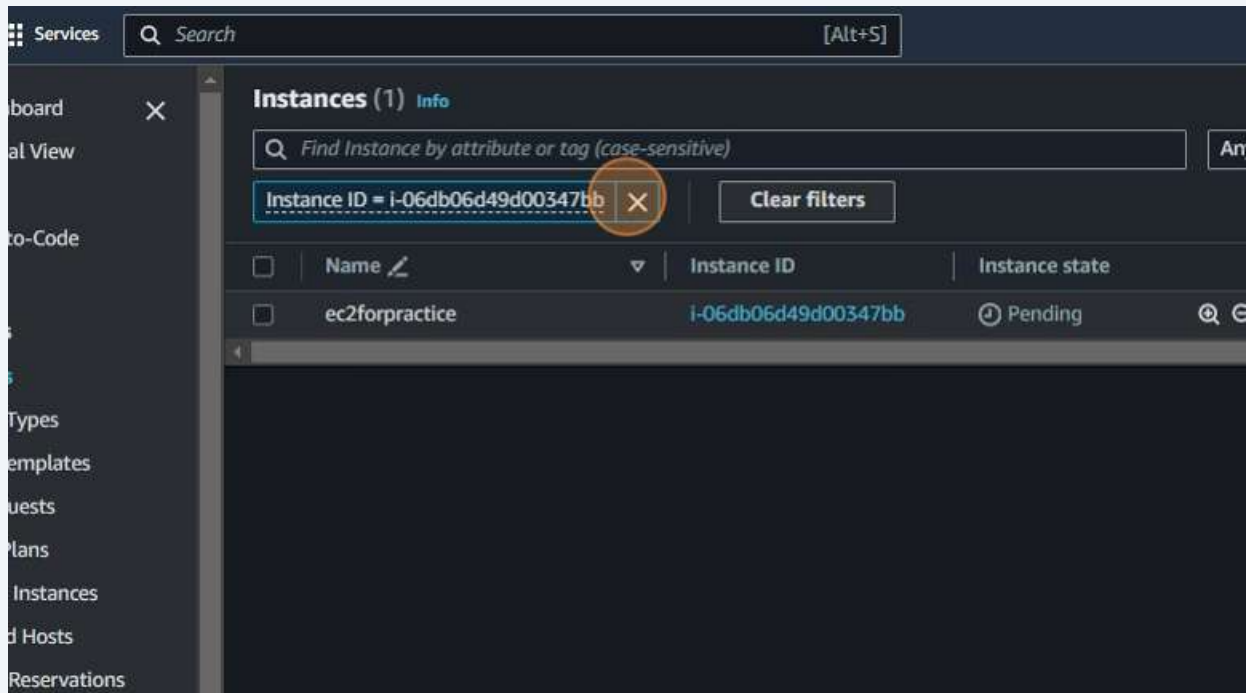 Services
Search
[Alt+S]
board
al View
to-Code
s
s
Types
emplates
uests
Plans
Instances
d Hosts
Reservations
Instances (1) Info
Find Instance by attribute or tag (case-sensitive)
An
Instance ID = i-06db06d49d00347bb
Clear filters
Name
Instance ID
Instance state
ec2forpractice
i-06db06d49d00347bb
Pending